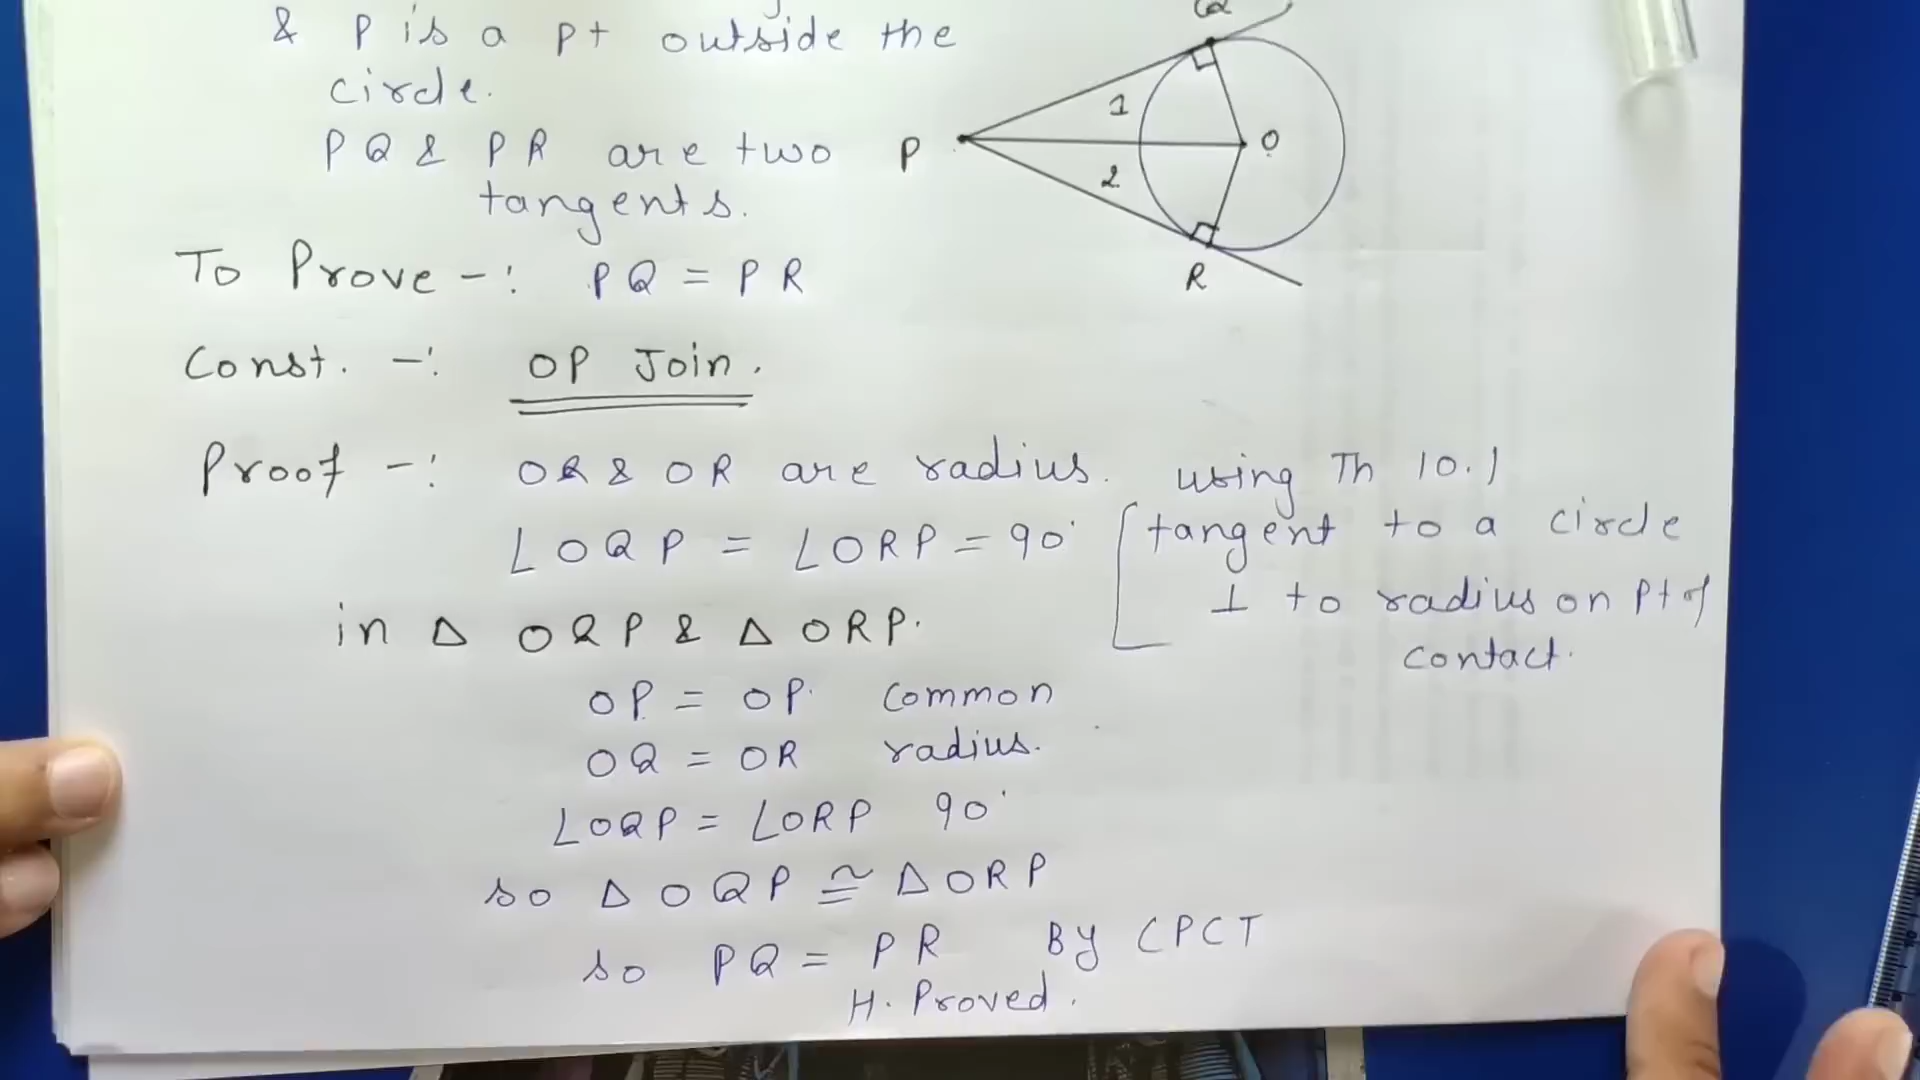 & P is a pt outside the
circle.
PQ & PR are two
tangents.
To Prove -: PQ = PR
Const. -: OP Join.
Proof -: OQ & OR are radius.
∠OQP = ∠ORP = 90°
using Th 10.1
tangent to a circle
⊥ to radius on pt of
contact.
in △ OQP & △ ORP.
OP = OP. common
OQ = OR radius.
∠OQP = ∠ORP 90°
so △ OQP ≅ △ ORP
so PQ = PR By CPCT
H. Proved.
Q
1
P
O
2
R